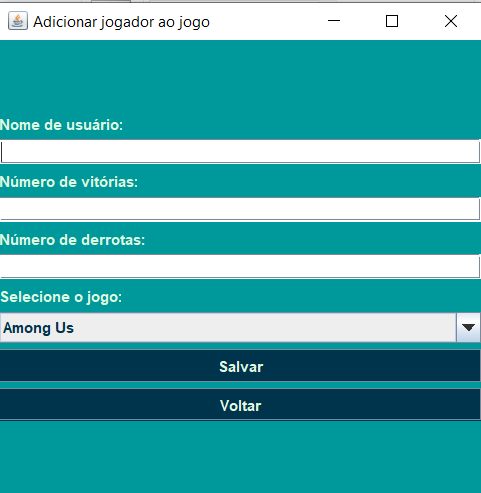 Adicionar jogador ao jogo
Nome de usuário:
Número de vitórias:
Número de derrotas:
Selecione o jogo:
Among Us
Salvar
Voltar